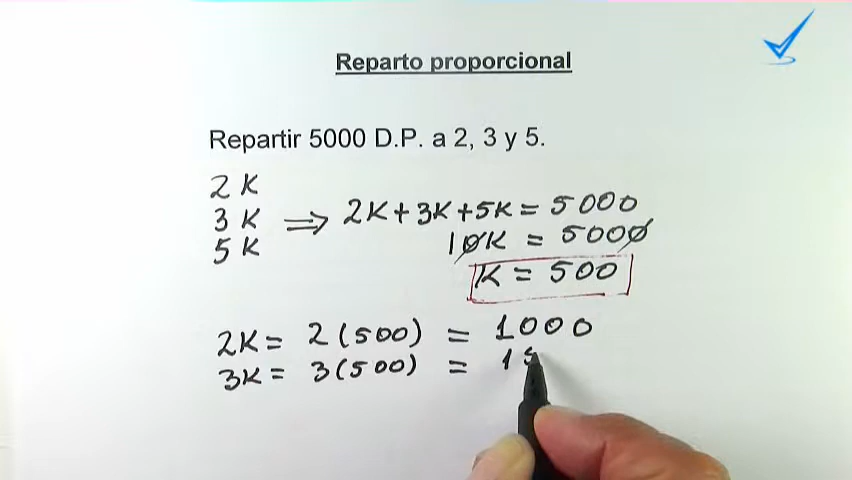 Reparto proporcional
Repartir 5000 D.P. a 2, 3 y 5.
2K
3K ⇒ 2K+3K+5K = 5000
5K
10K = 5000
K = 500
2K = 2(500) = 1000
3K = 3(500) = 15